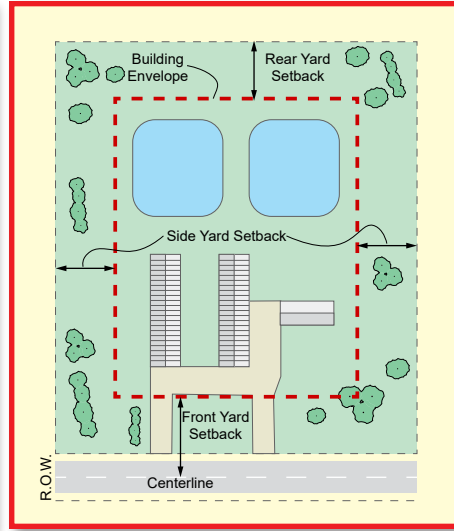 Building
Envelope
Rear Yard
Setback
Side Yard Setback
Front Yard
Setback
Centerline
R.O.W.